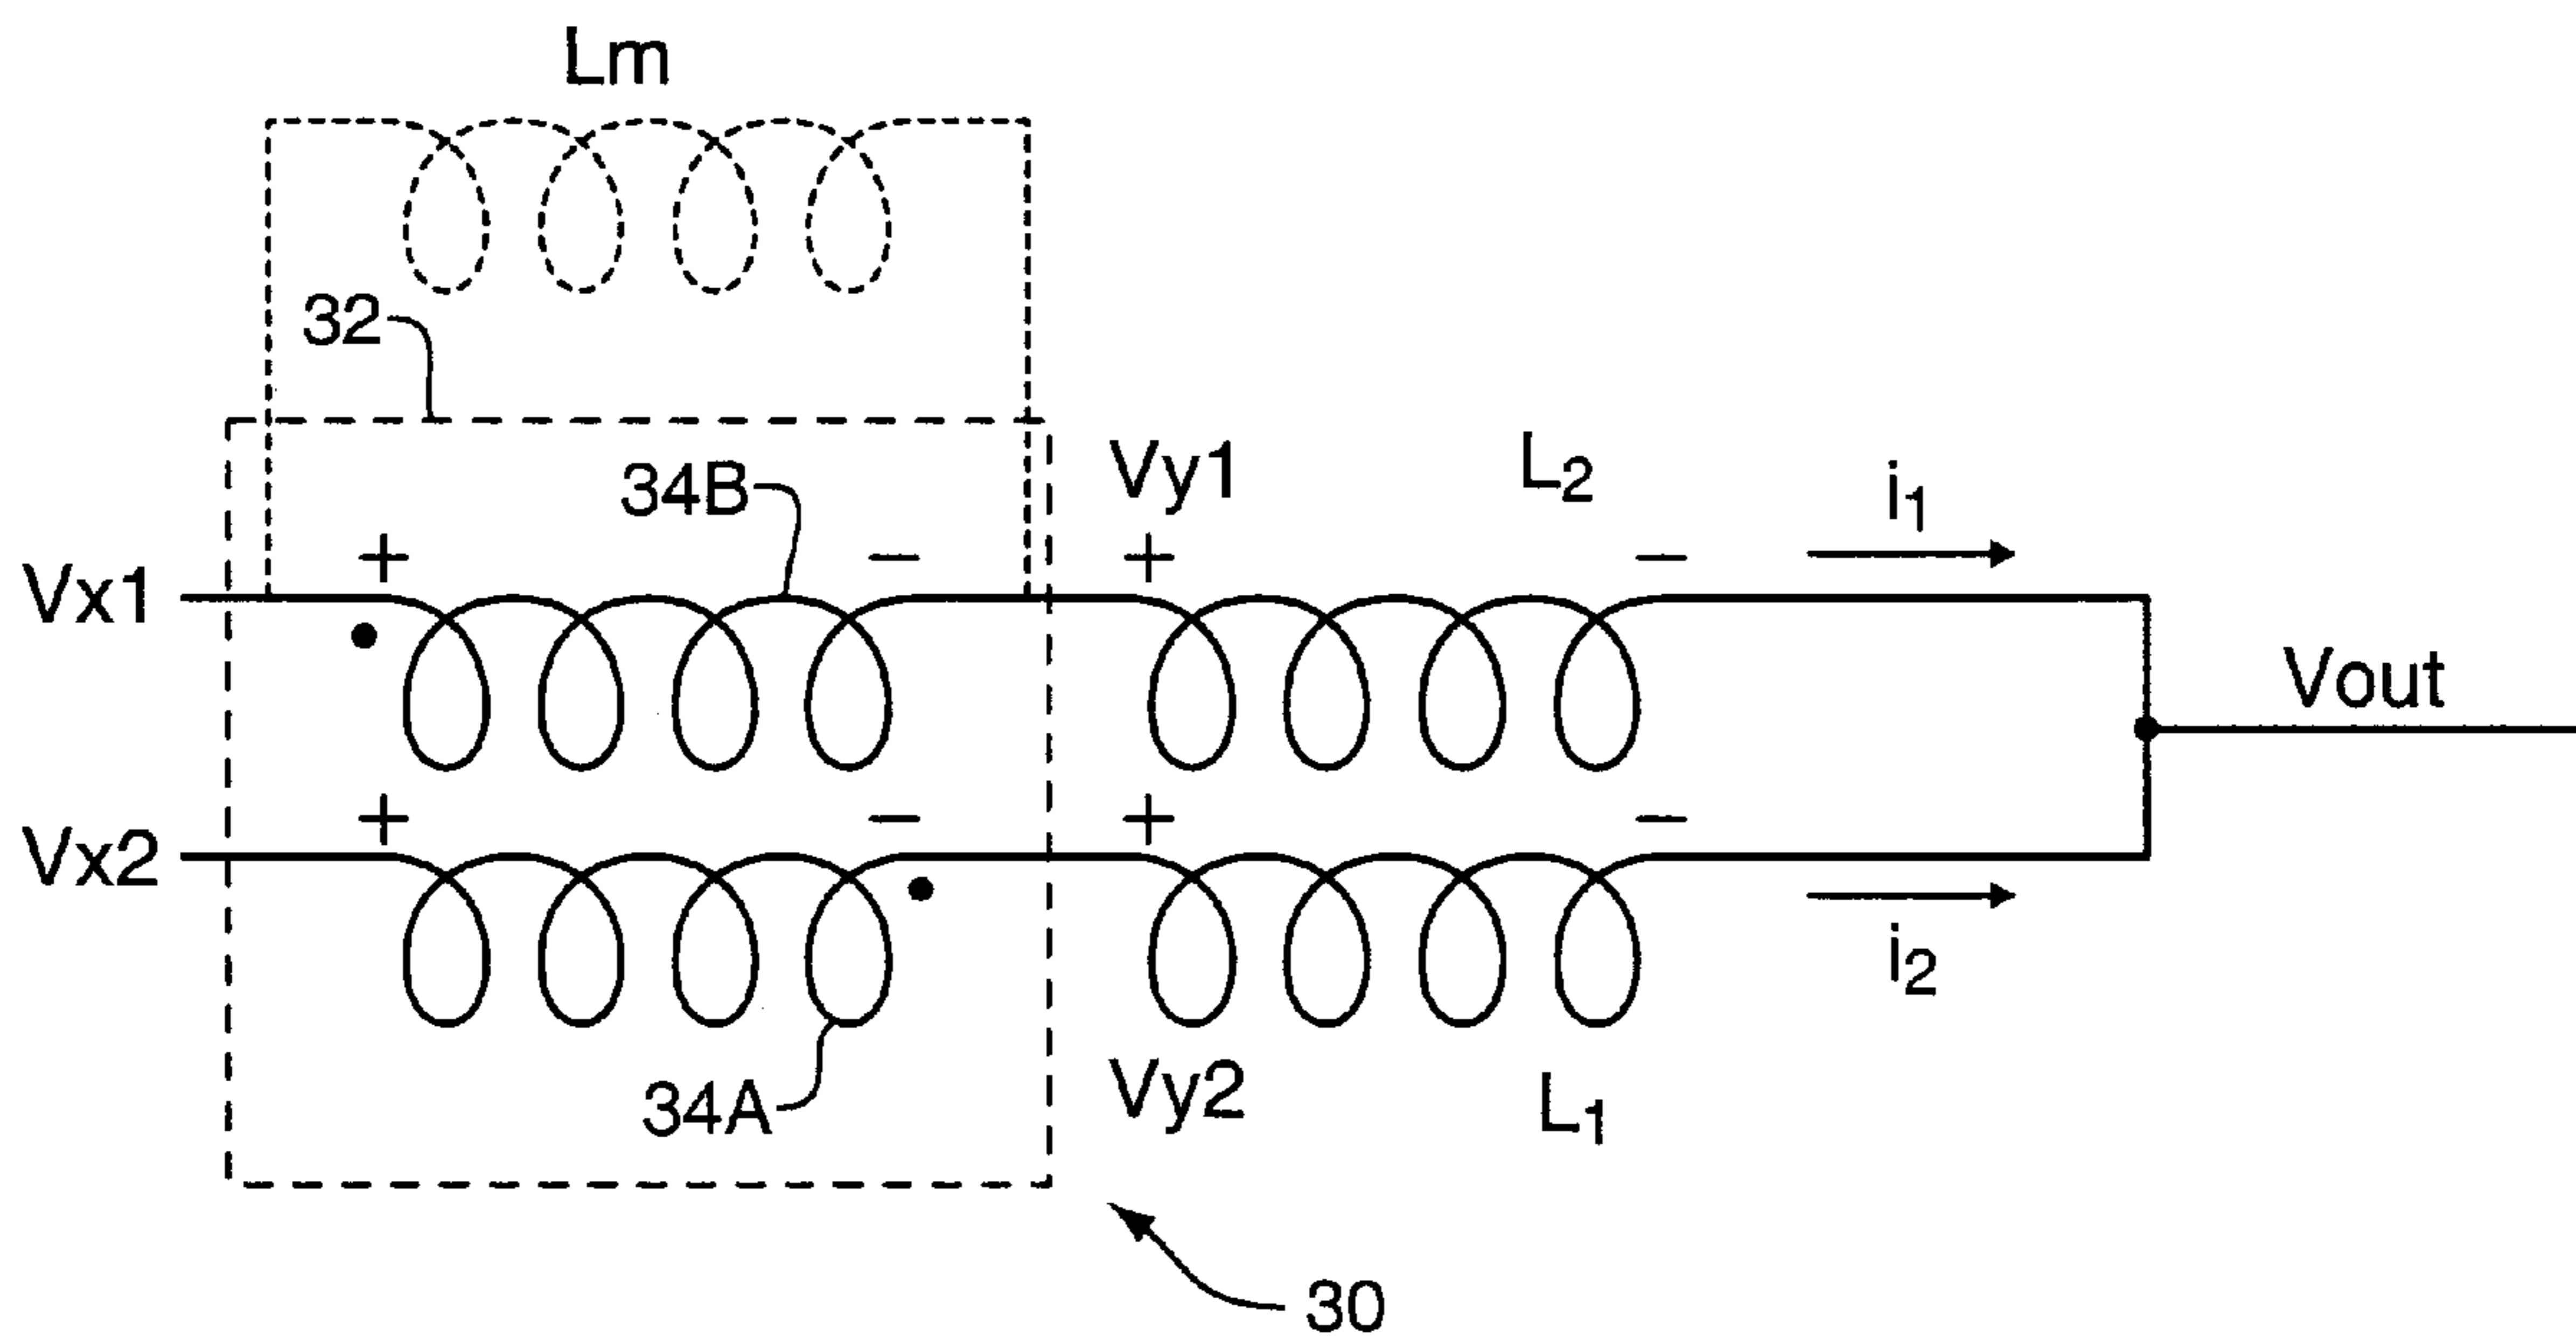 Lm
32
34B
Vy1
L2
i1
Vx1
+
−
+
−
Vout
Vx2
+
−
+
−
i2
34A
Vy2
L1
30